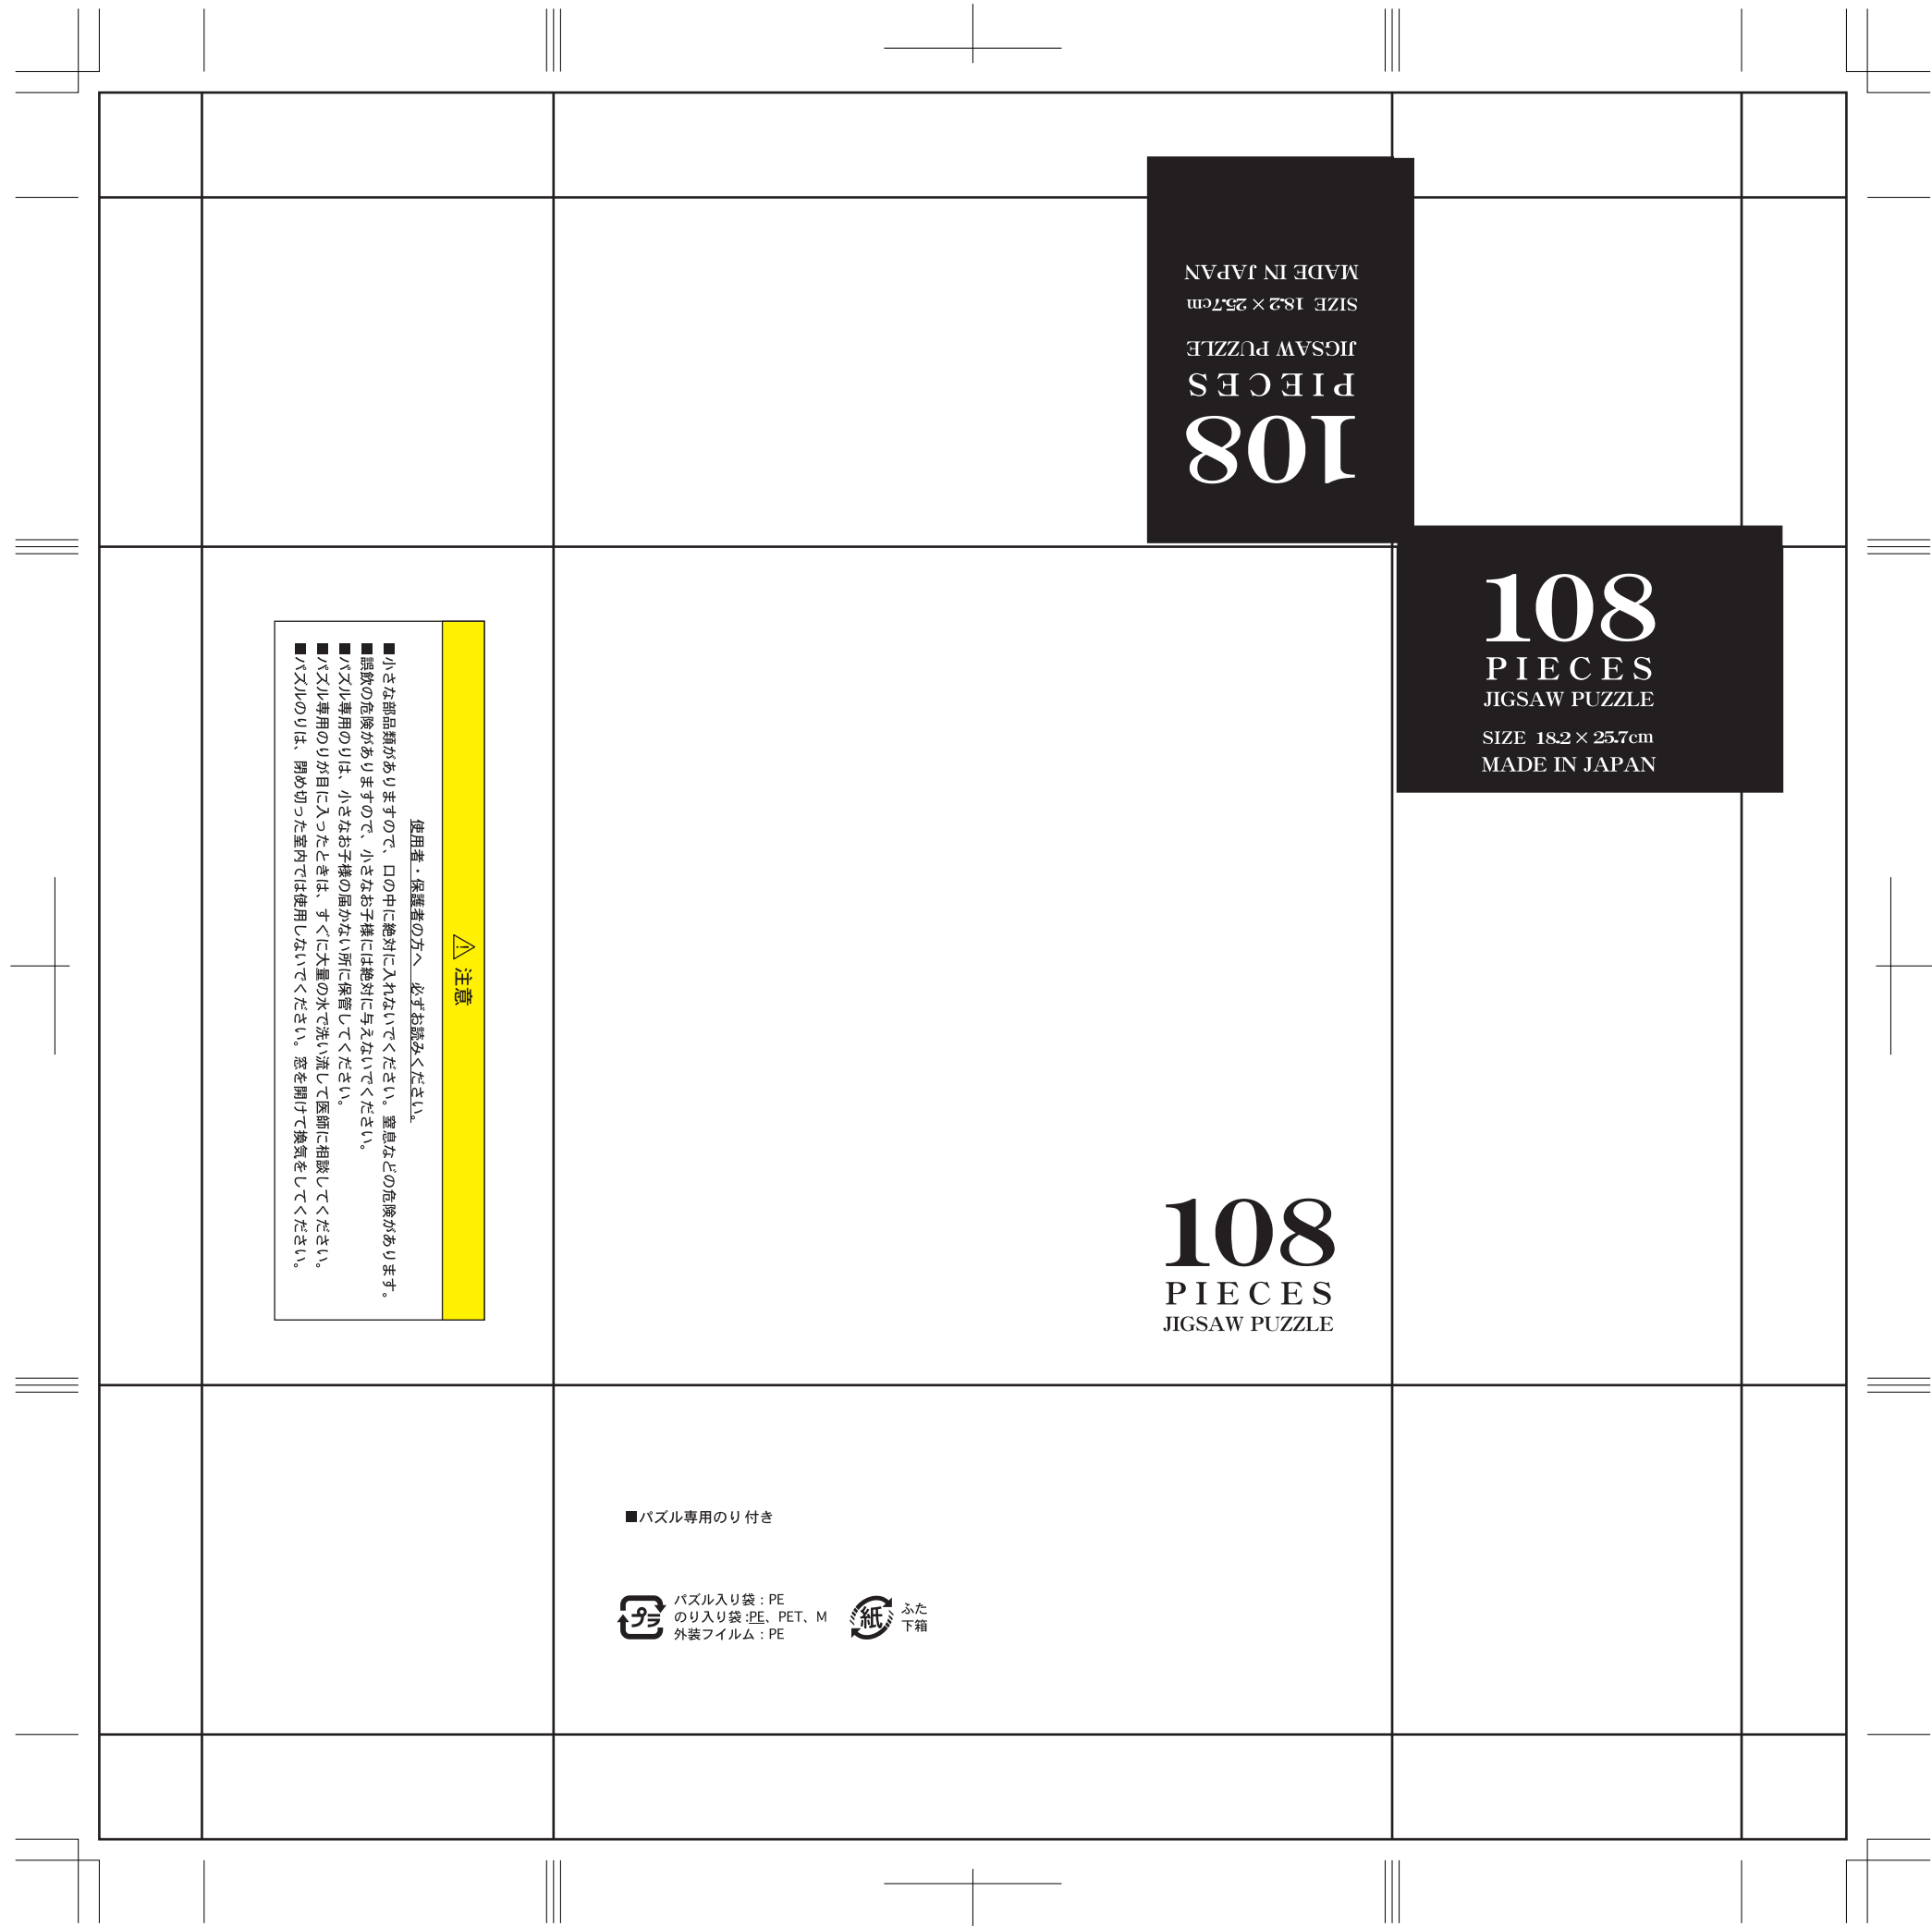 108
PIECES
JIGSAW PUZZLE
SIZE 18.2×25.7cm
MADE IN JAPAN
108
PIECES
JIGSAW PUZZLE
SIZE 18.2×25.7cm
MADE IN JAPAN
⚠ 注意
使用者・保護者の方へ 必ずお読みください。
■小さな部品類がありますので、口の中に絶対に入れないでください。窒息などの危険があります。
■誤飲の危険がありますので、小さなお子様には絶対に与えないでください。
■パズル専用のりは、小さなお子様の届かない所に保管してください。
■パズル専用のりが目に入ったときは、すぐに大量の水で洗い流して医師に相談してください。
■パズルのりは、閉め切った室内では使用しないでください。窓を開けて換気をしてください。
108
PIECES
JIGSAW PUZZLE
■パズル専用のり付き
プラ
パズル入り袋：PE
のり入り袋:PE、PET、M
外装フイルム：PE
紙
ふた
下箱